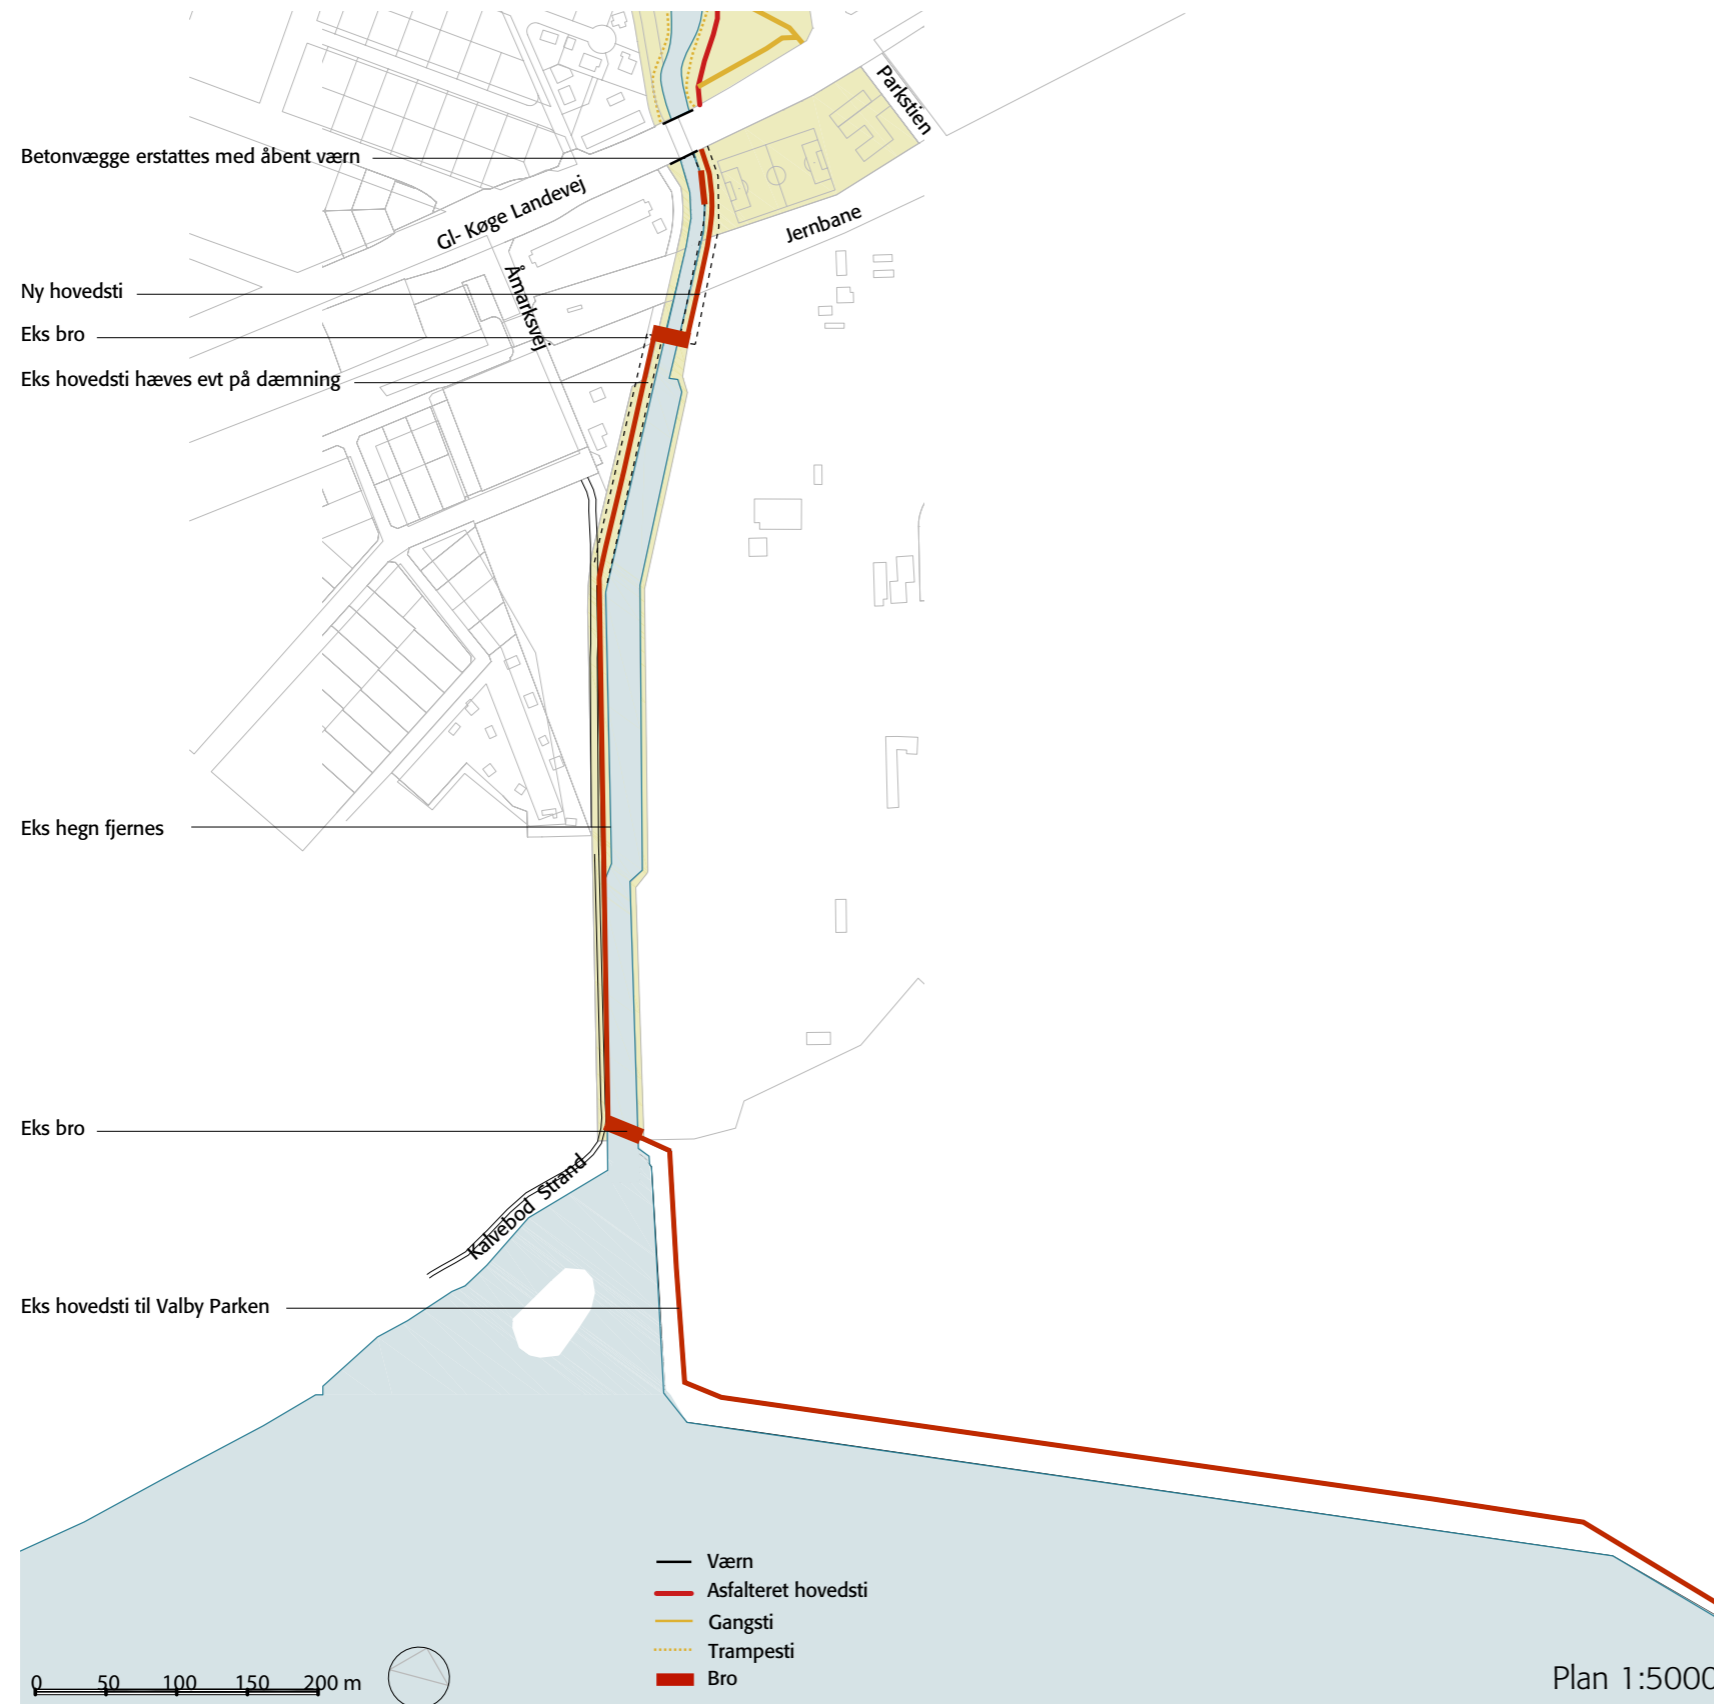 Parkstien
Betonvægge erstattes med åbent værn
Gl- Køge Landevej
Jernbane
Åmarksvej
Ny hovedsti
Eks bro
Eks hovedsti hæves evt på dæmning
Eks hegn fjernes
Eks bro
Kalvebod Strand
Eks hovedsti til Valby Parken
Værn
Asfalteret hovedsti
Gangsti
Trampesti
Bro
0 50 100 150 200 m
Plan 1:5000